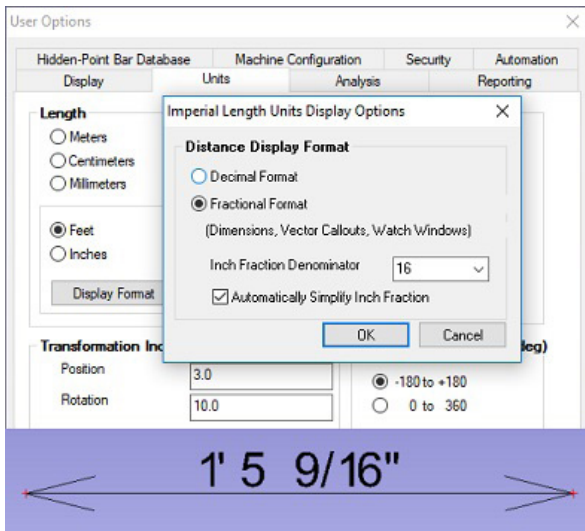 User Options
Hidden-Point Bar Database Machine Configuration Security Automation
Display Units Analysis Reporting
Length
Meters
Centimeters
Millimeters
Feet
Inches
Display Format
Imperial Length Units Display Options
Distance Display Format
Decimal Format
Fractional Format
(Dimensions, Vector Callouts, Watch Windows)
Inch Fraction Denominator 16
Automatically Simplify Inch Fraction
OK Cancel
Transformation Inc
deg)
Position 3.0
Rotation 10.0
-180 to +180
0 to 360
1' 5 9/16"